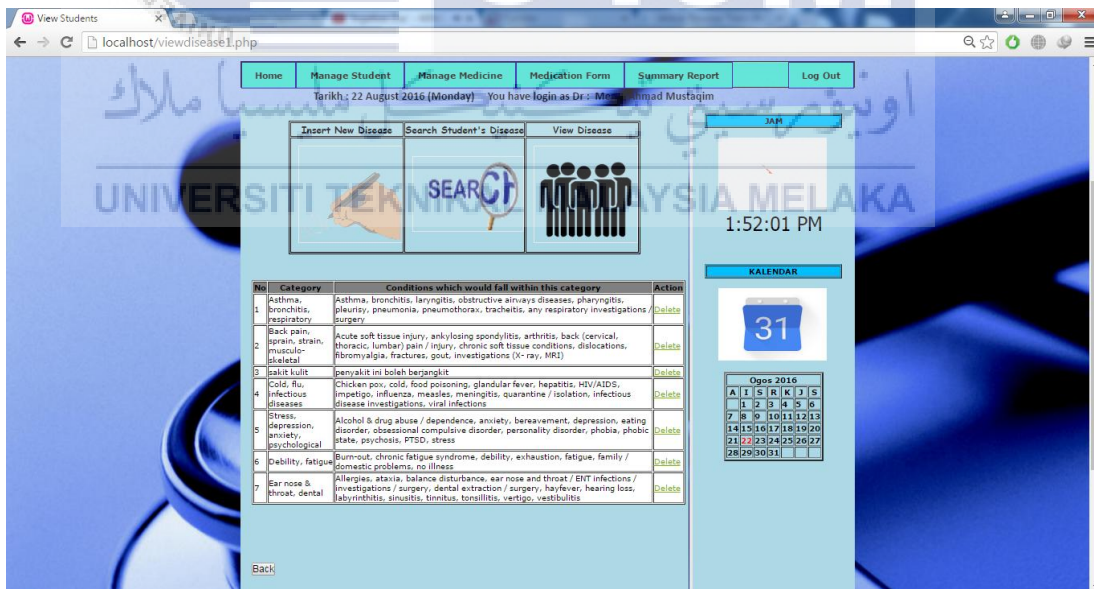 View Students
localhost/viewdisease1.php
Home Manage Student Manage Medicine Medication Form Summary Report Log Out
Tarikh : 22 August 2016 (Monday) You have login as Dr : Ahmad Mustaqim
Insert New Disease Search Student's Disease View Disease
SEARCH
JAM
اونيورسيتي تيكنيكل مليسيا ملاك
UNIVERSITI TEKNIKAL MALAYSIA MELAKA
1:52:01 PM
KALENDAR
31
No Category Conditions which would fall within this category Action
1 Asthma, bronchitis, respiratory
Asthma, bronchitis, laryngitis, obstructive airways diseases, pharyngitis,
pleurisy, pneumonia, pneumothorax, tracheitis, any respiratory investigations /
surgery
Delete
2 Back pain, sprain, strain, musculo-skeletal
Acute soft tissue injury, ankylosing spondylitis, arthritis, back (cervical,
thoracic, lumbar) pain / injury, chronic soft tissue conditions, dislocations,
fibromyalgia, fractures, gout, investigations (X- ray, MRI)
Delete
3 sakit kulit penyakit ini boleh berjangkit Delete
4 Cold, flu, infectious diseases
Chicken pox, cold, food poisoning, glandular fever, hepatitis, HIV/AIDS,
impetigo, influenza, measles, meningitis, quarantine / isolation, infectious
disease investigations, viral infections
Delete
5 Stress, depression, anxiety, psychological
Alcohol & drug abuse / dependence, anxiety, bereavement, depression, eating
disorder, obsessional compulsive disorder, personality disorder, phobia, phobic
state, psychosis, PTSD, stress
Delete
6 Debility, fatigue
Burn-out, chronic fatigue syndrome, debility, exhaustion, fatigue, family /
domestic problems, no illness
Delete
7 Ear nose & throat, dental
Allergies, ataxia, balance disturbance, ear nose and throat / ENT infections /
investigations / surgery, dental extraction / surgery, hayfever, hearing loss,
labyrinthitis, sinusitis, tinnitus, tonsillitis, vertigo, vestibulitis
Delete
Ogos 2016
A I S R K J S
1 2 3 4 5 6
7 8 9 10 11 12 13
14 15 16 17 18 19 20
21 22 23 24 25 26 27
28 29 30 31
Back